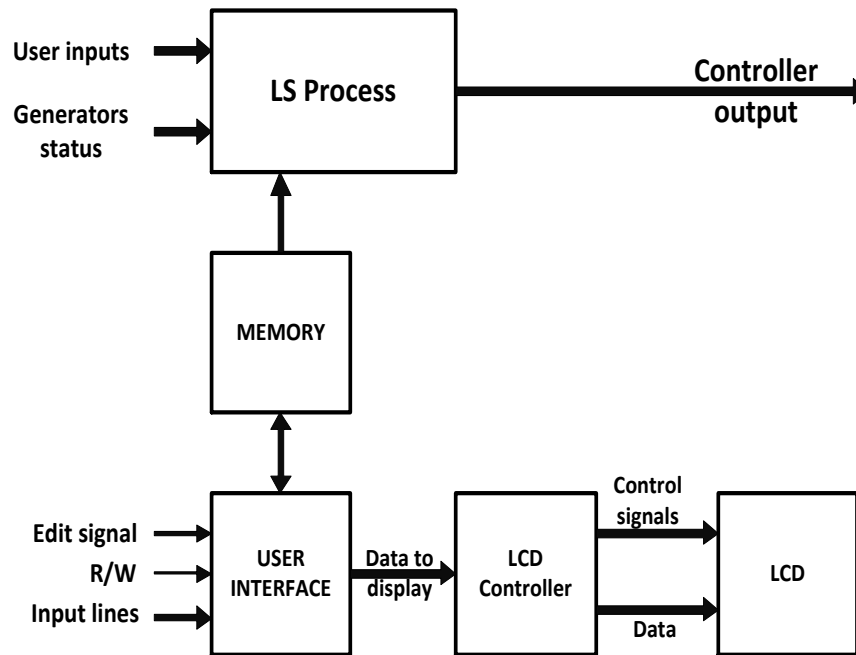 User inputs
LS Process
Controller
output
Generators
status
MEMORY
Edit signal
R/W
Input lines
USER
INTERFACE
Data to
display
LCD
Controller
Control
signals
Data
LCD